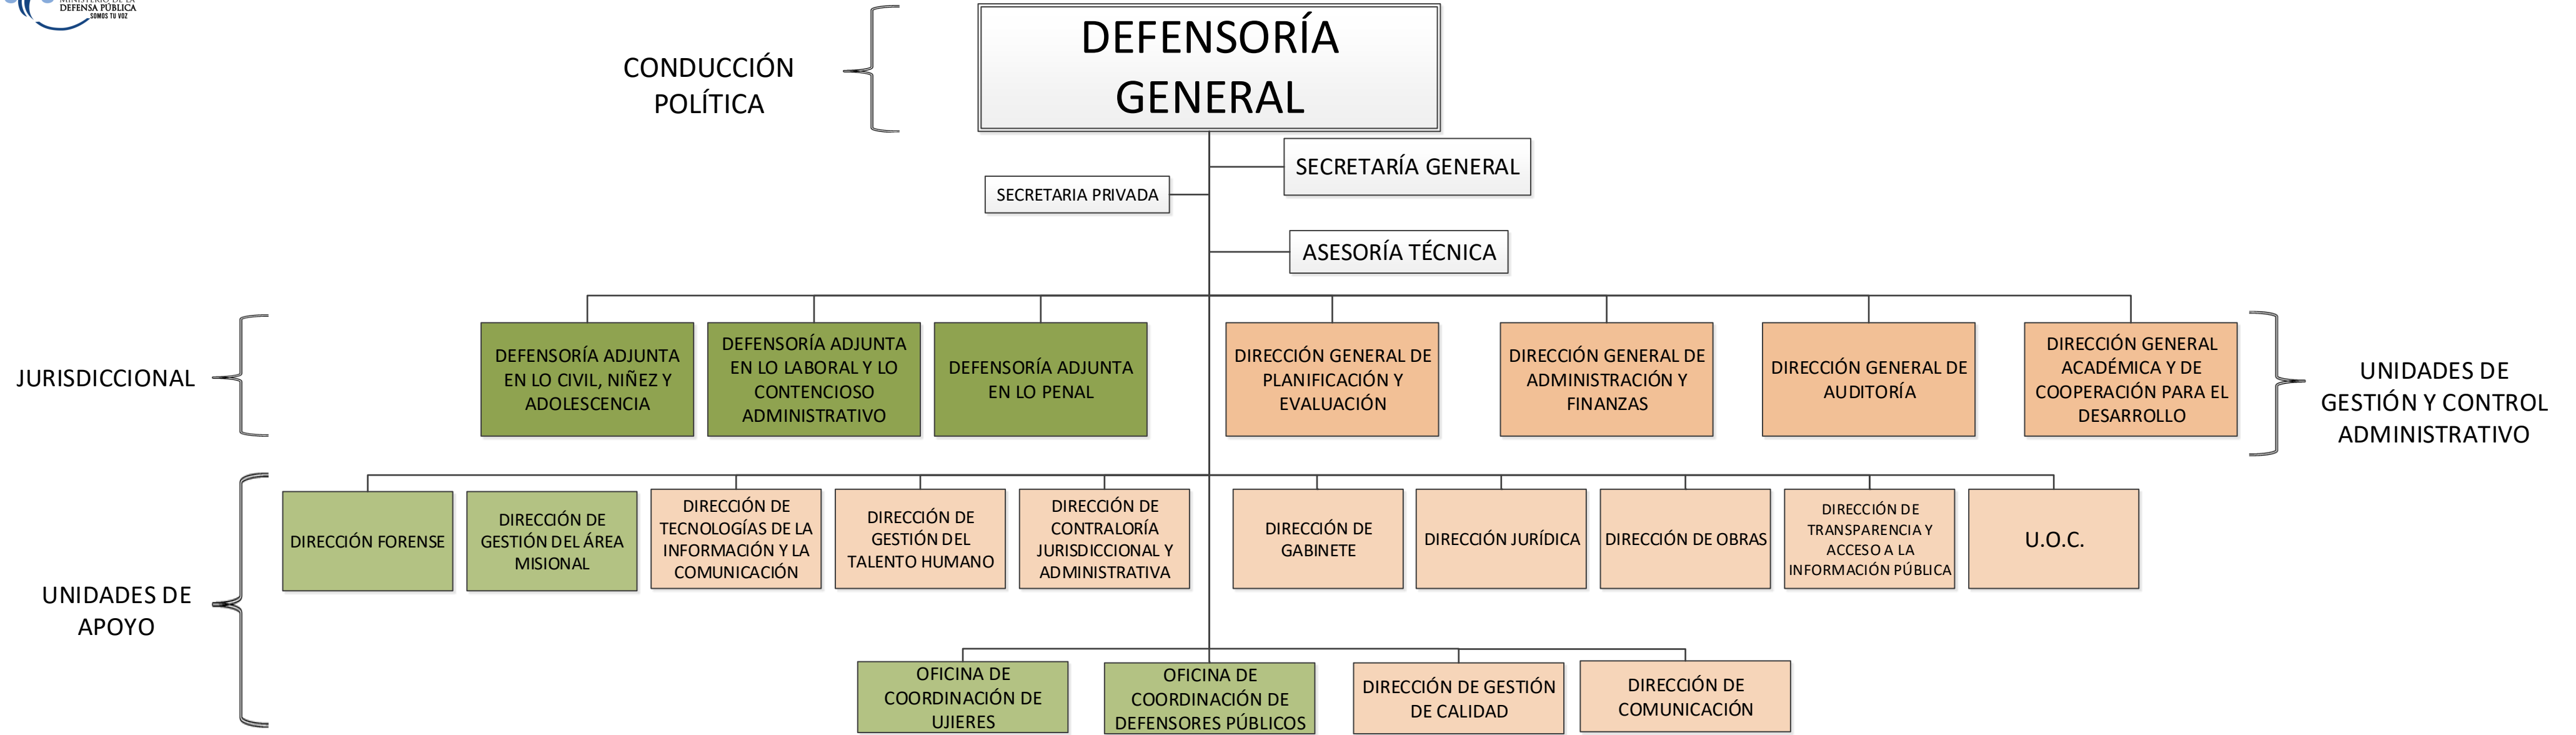 MINISTERIO DE LA
DEFENSA PÚBLICA
SOMOS TU VOZ
CONDUCCIÓN
POLÍTICA
DEFENSORÍA
GENERAL
SECRETARÍA GENERAL
SECRETARIA PRIVADA
ASESORÍA TÉCNICA
JURISDICCIONAL
DEFENSORÍA ADJUNTA
EN LO CIVIL, NIÑEZ Y
ADOLESCENCIA
DEFENSORÍA ADJUNTA
EN LO LABORAL Y LO
CONTENCIOSO
ADMINISTRATIVO
DEFENSORÍA ADJUNTA
EN LO PENAL
DIRECCIÓN GENERAL DE
PLANIFICACIÓN Y
EVALUACIÓN
DIRECCIÓN GENERAL DE
ADMINISTRACIÓN Y
FINANZAS
DIRECCIÓN GENERAL DE
AUDITORÍA
DIRECCIÓN GENERAL
ACADÉMICA Y DE
COOPERACIÓN PARA EL
DESARROLLO
UNIDADES DE
GESTIÓN Y CONTROL
ADMINISTRATIVO
UNIDADES DE
APOYO
DIRECCIÓN FORENSE
DIRECCIÓN DE
GESTIÓN DEL ÁREA
MISIONAL
DIRECCIÓN DE
TECNOLOGÍAS DE LA
INFORMACIÓN Y LA
COMUNICACIÓN
DIRECCIÓN DE
GESTIÓN DEL
TALENTO HUMANO
DIRECCIÓN DE
CONTRALORÍA
JURISDICCIONAL Y
ADMINISTRATIVA
DIRECCIÓN DE
GABINETE
DIRECCIÓN JURÍDICA
DIRECCIÓN DE OBRAS
DIRECCIÓN DE
TRANSPARENCIA Y
ACCESO A LA
INFORMACIÓN PÚBLICA
U.O.C.
OFICINA DE
COORDINACIÓN DE
UJIERES
OFICINA DE
COORDINACIÓN DE
DEFENSORES PÚBLICOS
DIRECCIÓN DE GESTIÓN
DE CALIDAD
DIRECCIÓN DE
COMUNICACIÓN